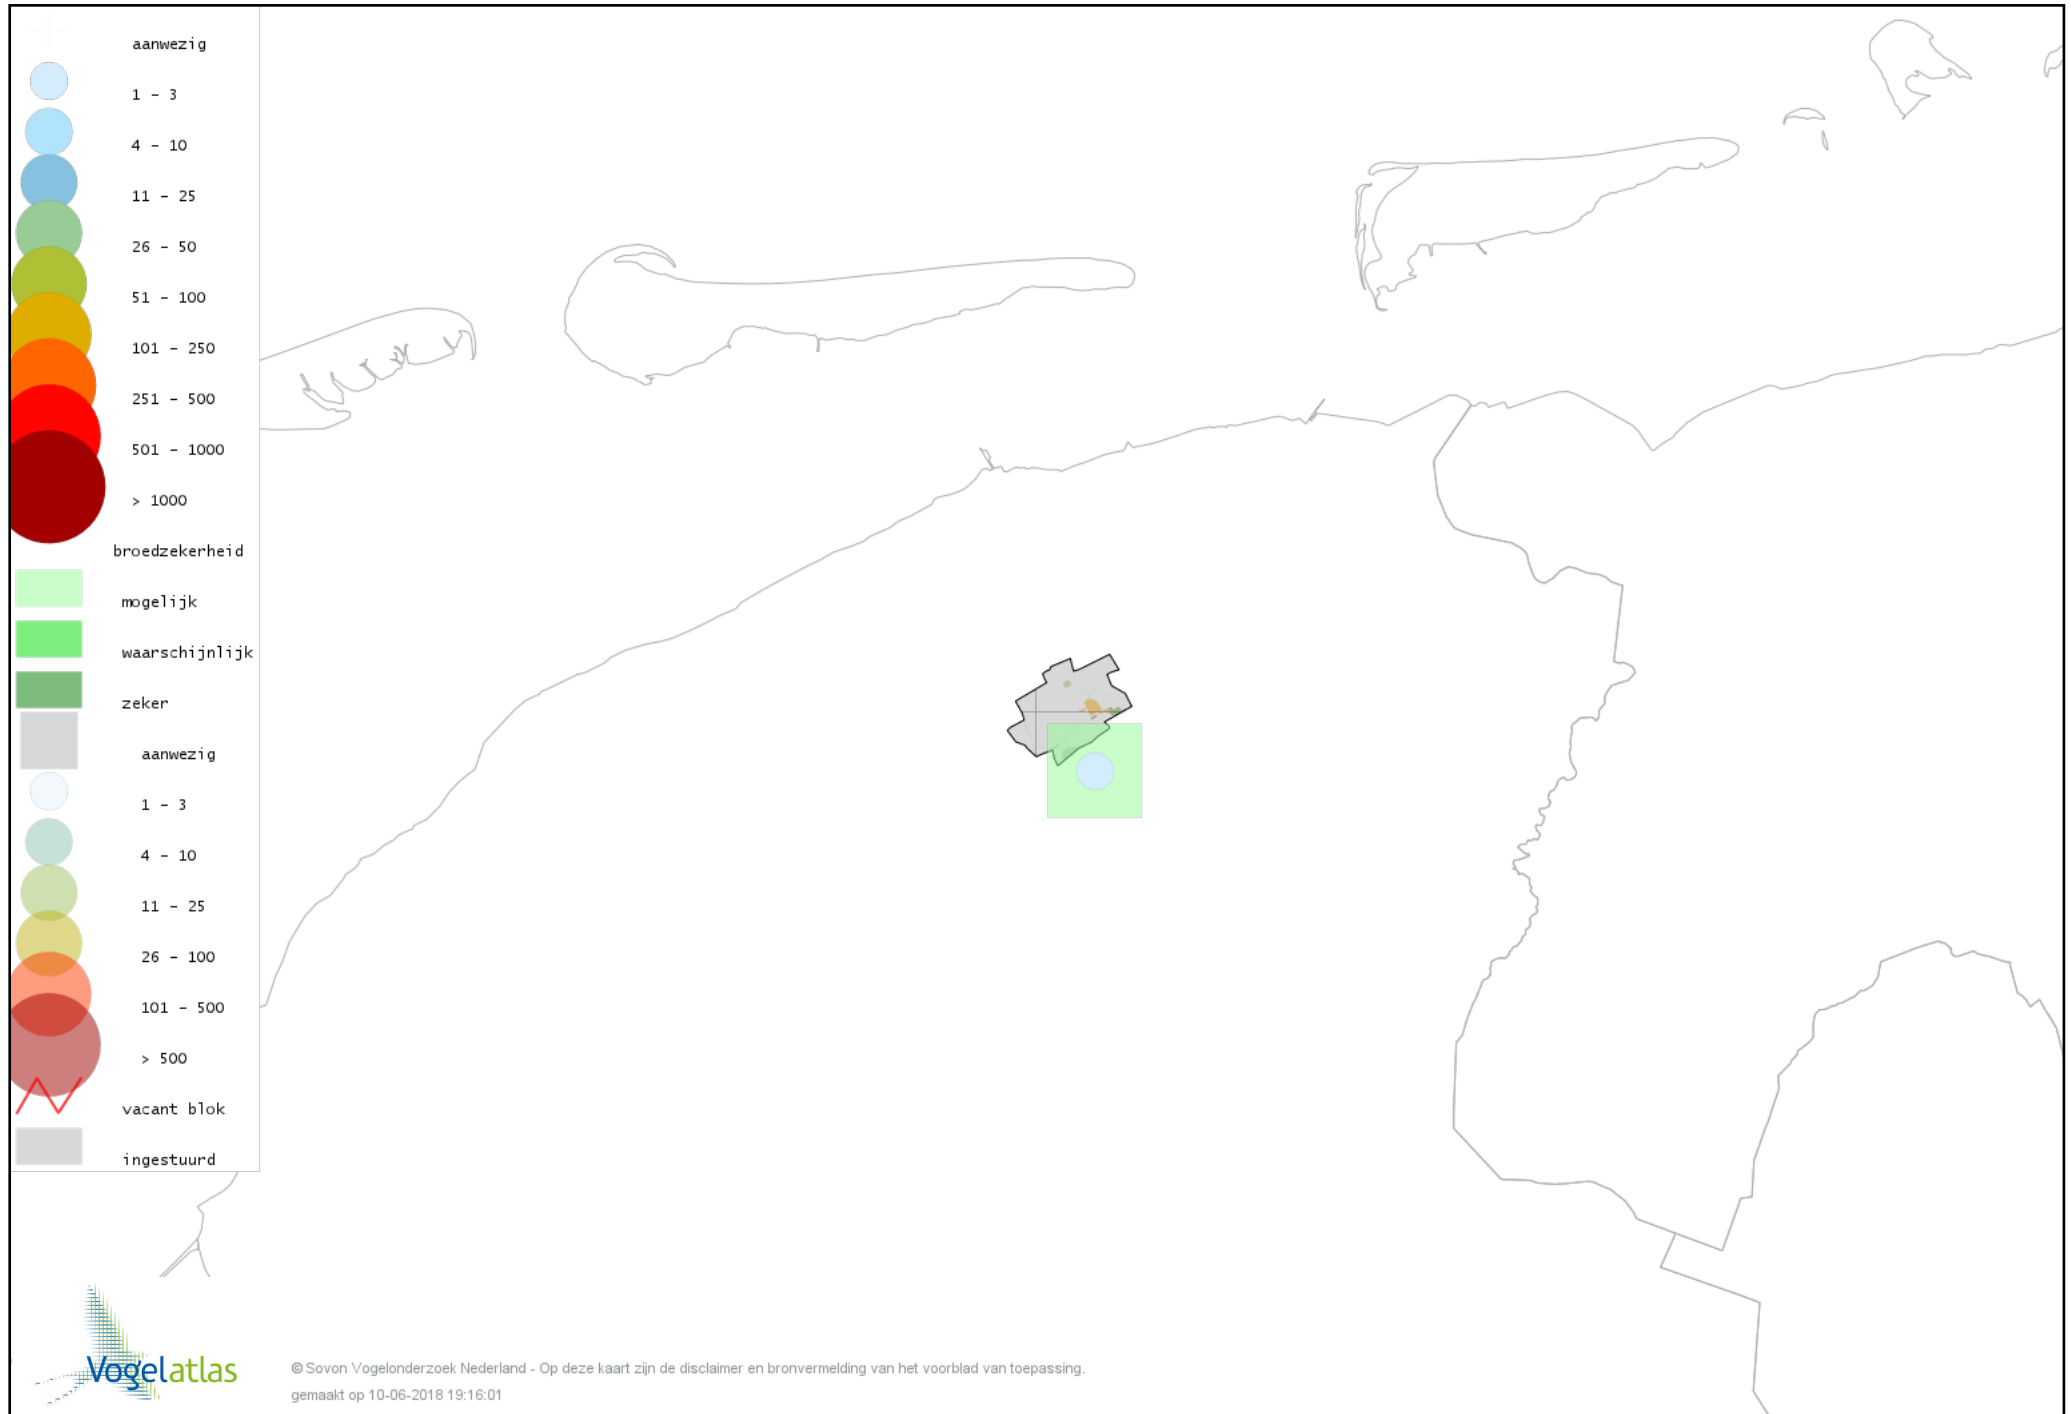 aanwezig
1 - 3
4 - 10
11 - 25
26 - 50
51 - 100
101 - 250
251 - 500
501 - 1000
> 1000
broedzekerheid
mogelijk
waarschijnlijk
zeker
aanwezig
1 - 3
4 - 10
11 - 25
26 - 100
101 - 500
> 500
vacant blok
ingestuurd
Vogelatlas
© Sovon Vogelonderzoek Nederland - Op deze kaart zijn de disclaimer en bronvermelding van het voorblad van toepassing.
gemaakt op 10-06-2018 19:16:01